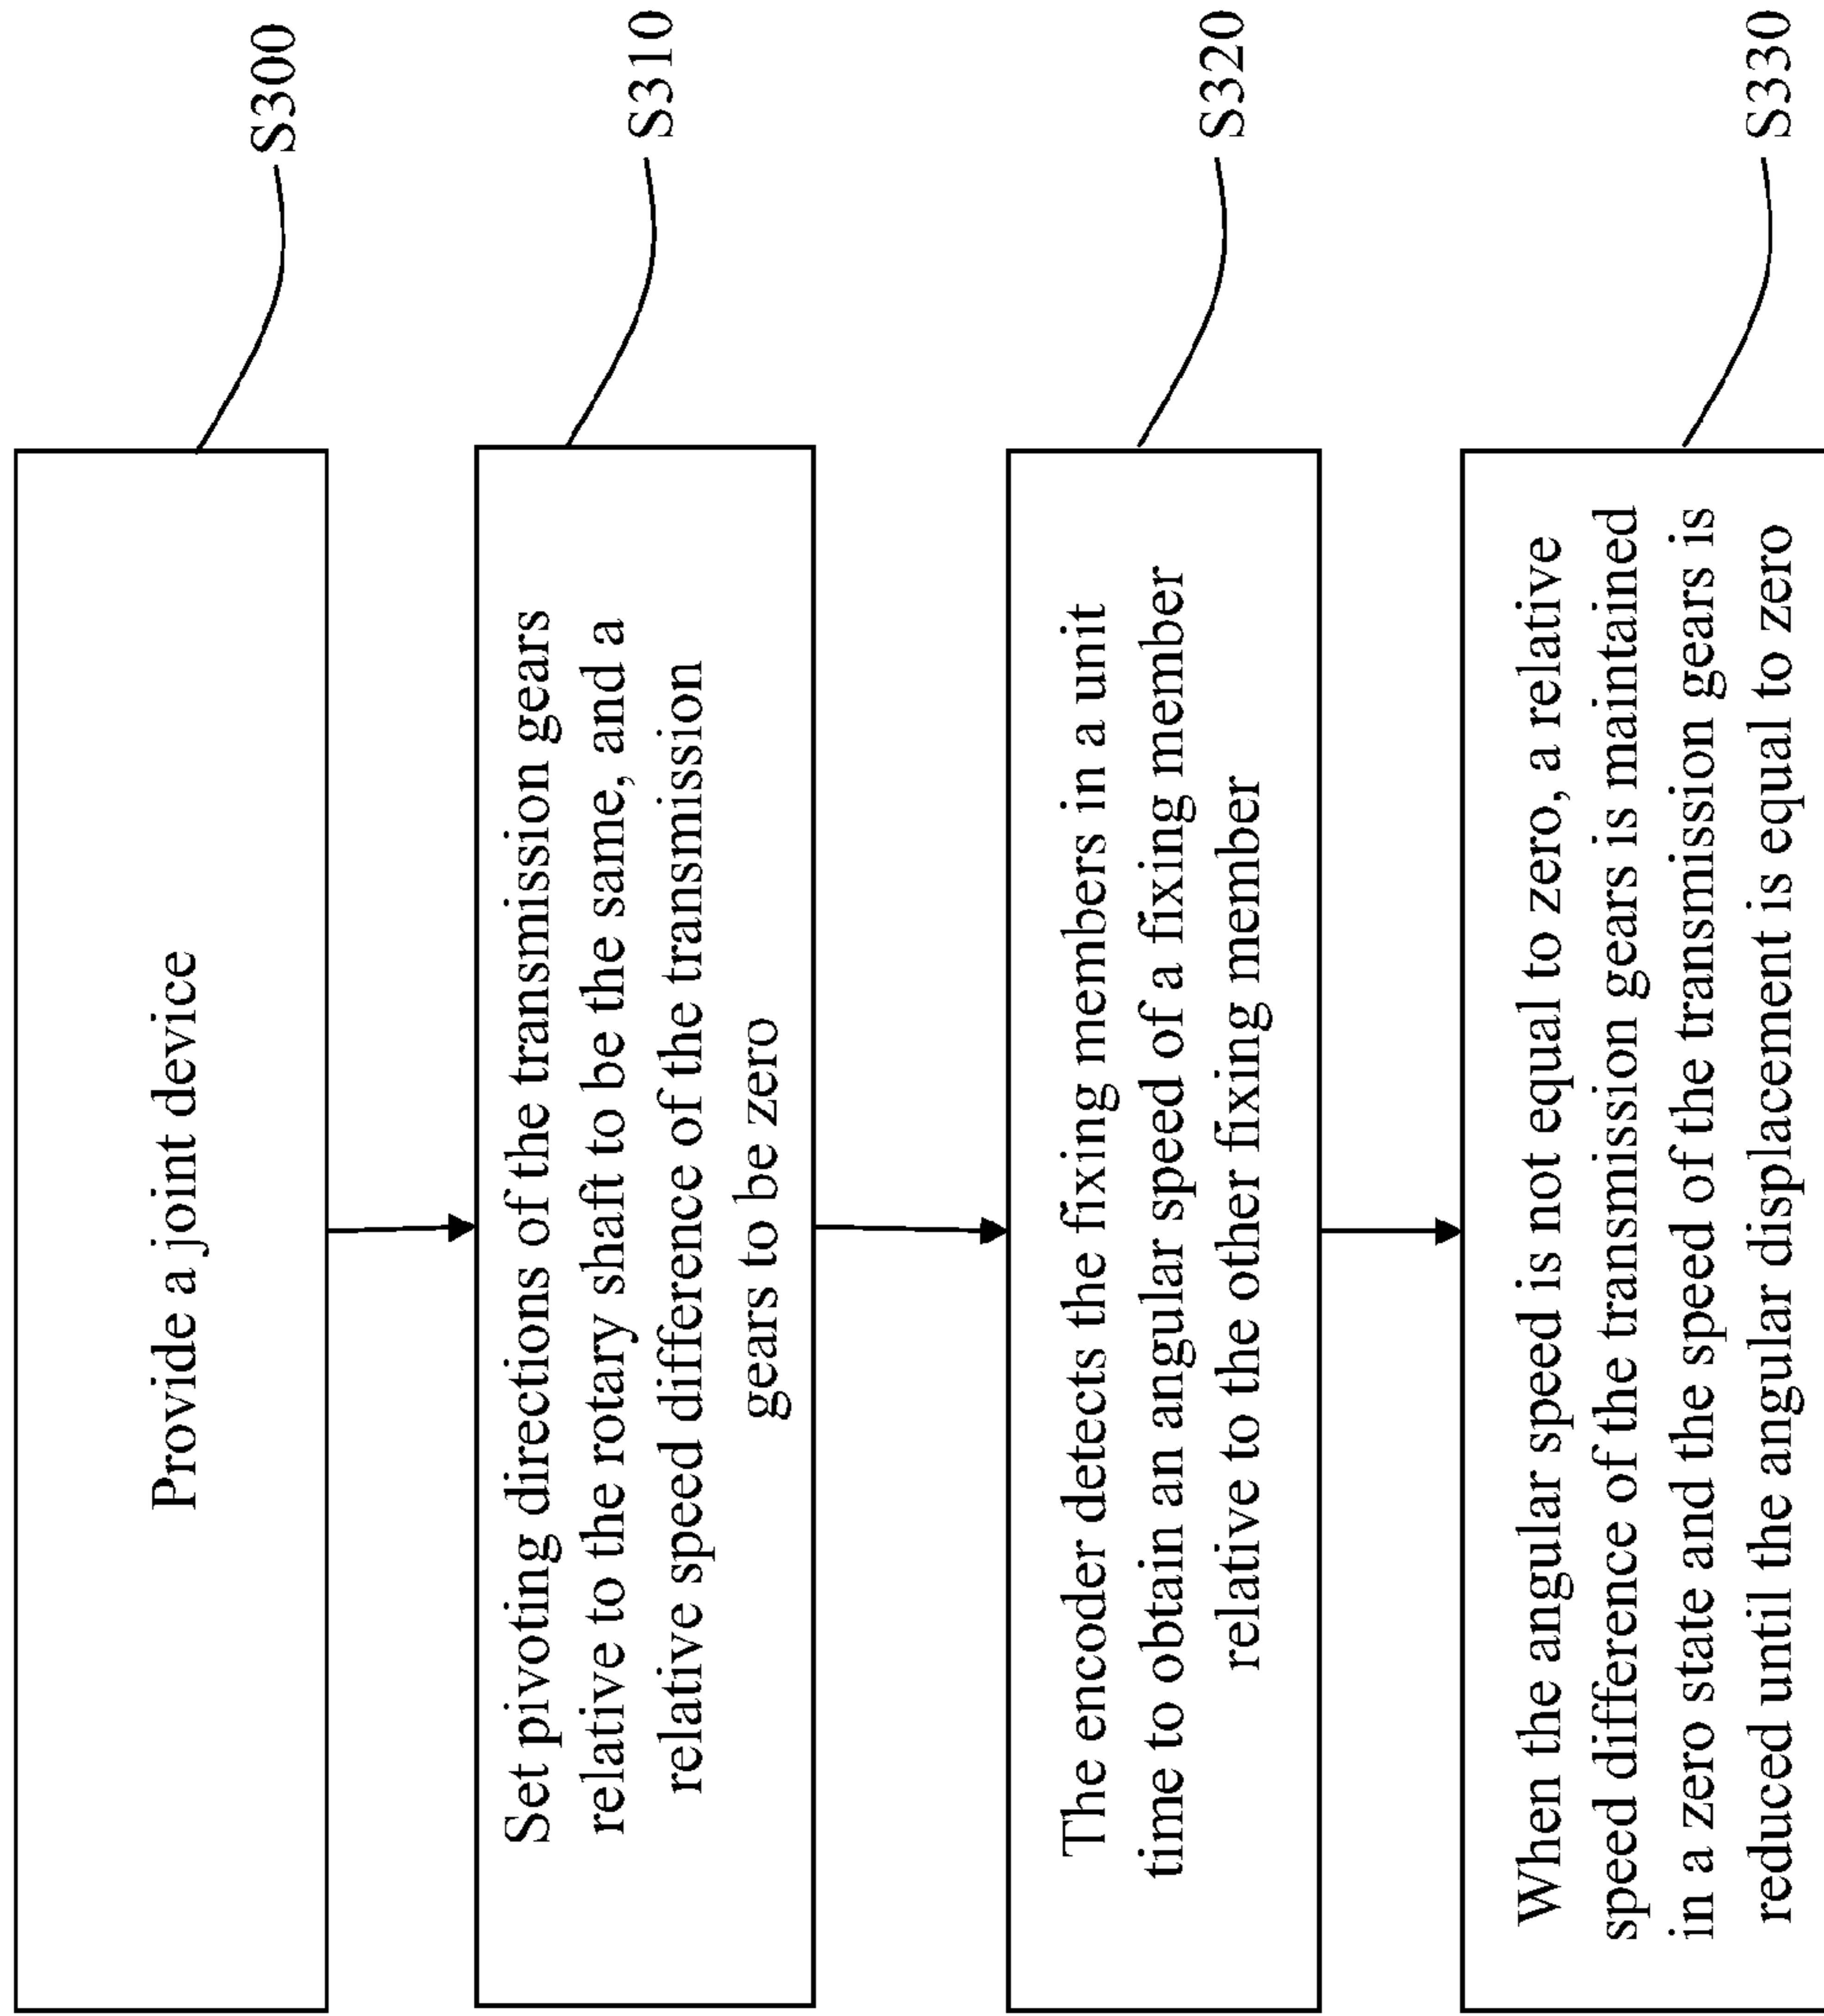 Provide a joint device
S300
Set pivoting directions of the transmission gears
relative to the rotary shaft to be the same, and a
relative speed difference of the transmission
gears to be zero
S310
The encoder detects the fixing members in a unit
time to obtain an angular speed of a fixing member
relative to the other fixing member
S320
When the angular speed is not equal to zero, a relative
speed difference of the transmission gears is maintained
in a zero state and the speed of the transmission gears is
reduced until the angular displacement is equal to zero
S330